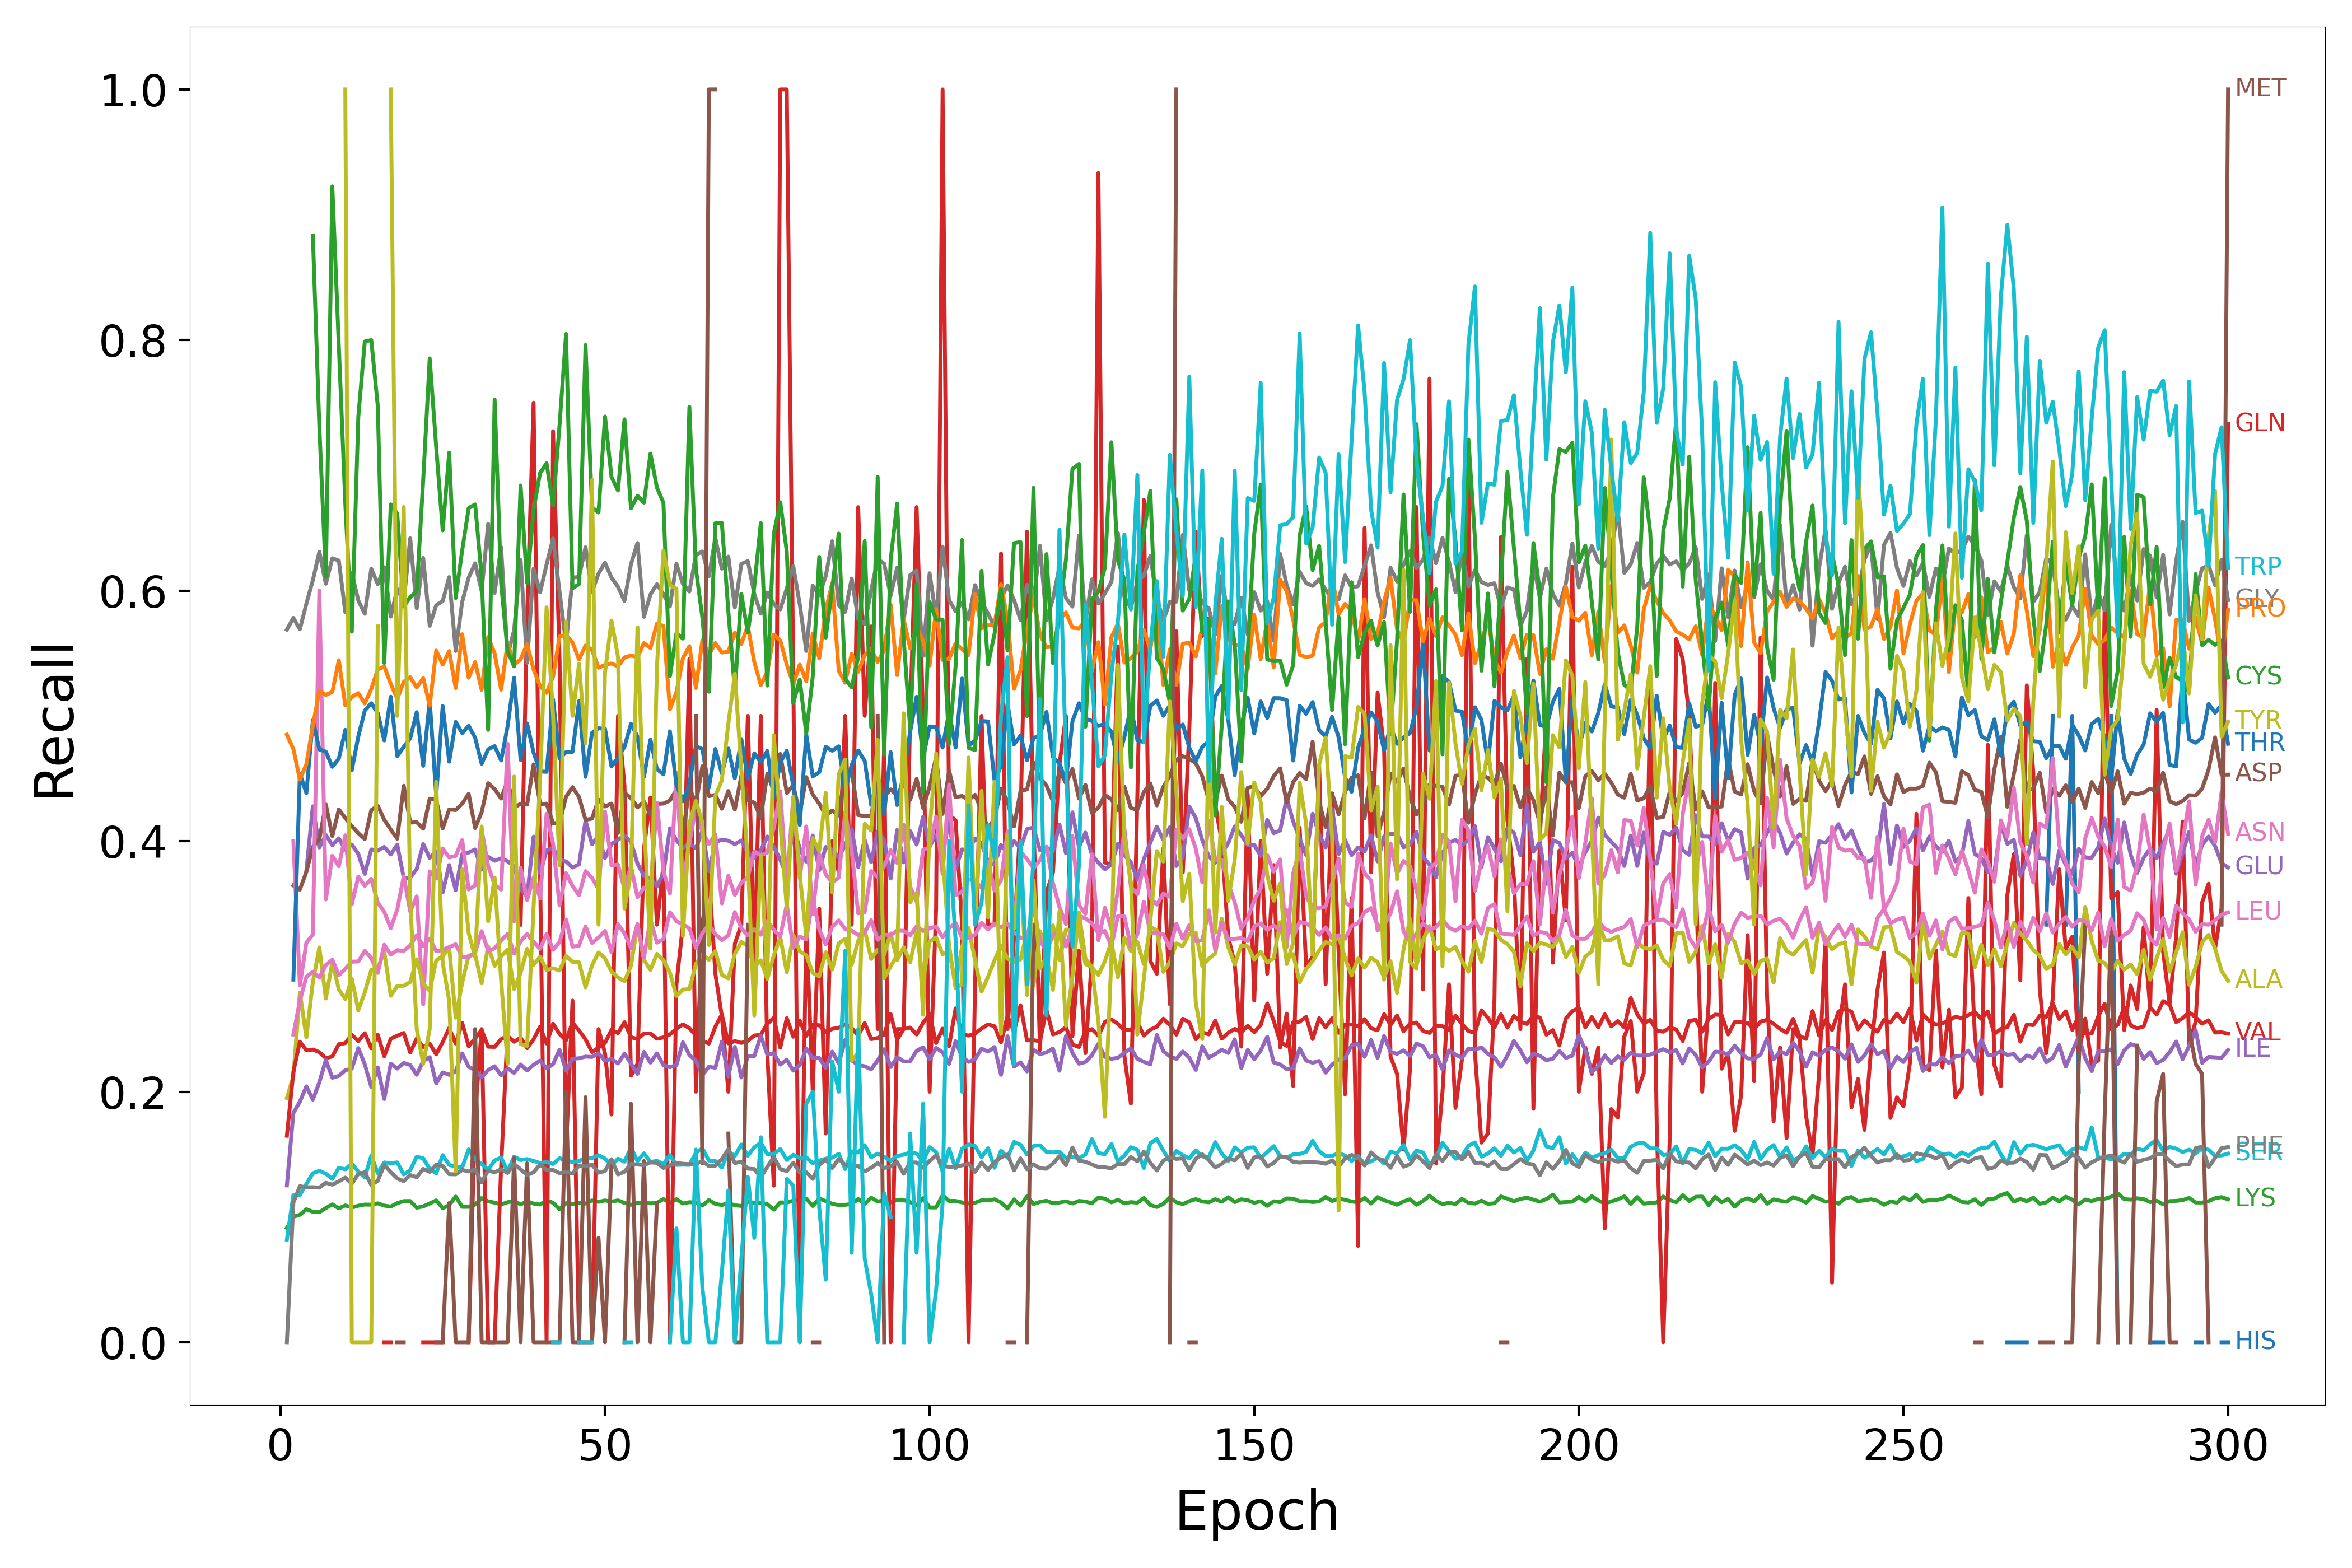 1.0
0.8
0.6
0.4
0.2
0.0
Recall
0
50
100
150
200
250
300
Epoch
MET
GLN
TRP
GLY
PRO
CYS
TYR
THR
ASP
ASN
GLU
LEU
ALA
VAL
ILE
PHE
SER
LYS
HIS